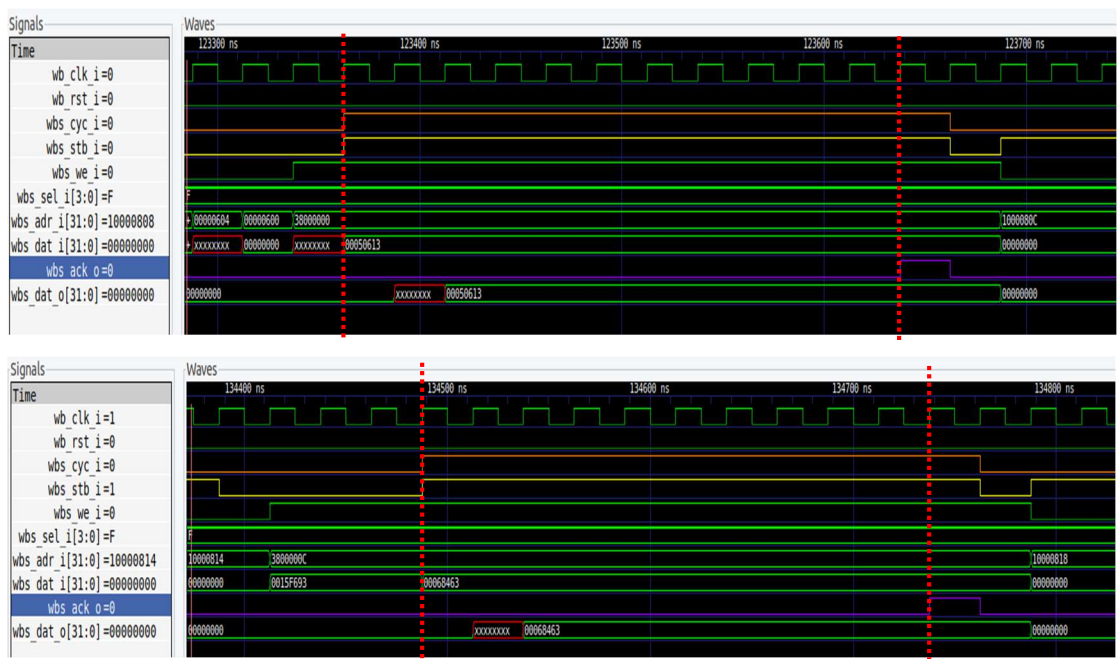 Signals
Waves
Time
123300 ns 123400 ns 123500 ns 123600 ns 123700 ns
wb_clk_i=0
wb_rst_i=0
wbs_cyc_i=0
wbs_stb_i=0
wbs_we_i=0
wbs_sel_i[3:0]=F F
wbs_adr_i[31:0]=10000808 + 00000604 00000600 38000000 1000080C
wbs_dat_i[31:0]=00000000 + xxxxxxxx 00000000 xxxxxxxx 00050613 00000000
wbs_ack_o=0
wbs_dat_o[31:0]=00000000 00000000 xxxxxxxx 00050613 00000000
Signals
Waves
Time
134400 ns 134500 ns 134600 ns 134700 ns 134800 ns
wb_clk_i=1
wb_rst_i=0
wbs_cyc_i=0
wbs_stb_i=1
wbs_we_i=0
wbs_sel_i[3:0]=F F
wbs_adr_i[31:0]=10000814 10000814 3800000C 10000818
wbs_dat_i[31:0]=00000000 00000000 0015F693 00068463 00000000
wbs_ack_o=0
wbs_dat_o[31:0]=00000000 00000000 xxxxxxxx 00068463 00000000